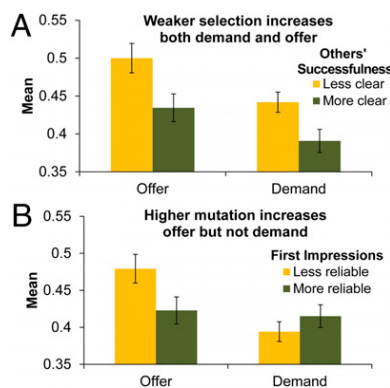 A
Weaker selection increases
both demand and offer
Others'
Successfulness
Less clear
More clear
0.55
0.5
0.45
0.4
0.35
Mean
Offer
Demand
B
Higher mutation increases
offer but not demand
First Impressions
Less reliable
More reliable
0.55
0.5
0.45
0.4
0.35
Mean
Offer
Demand